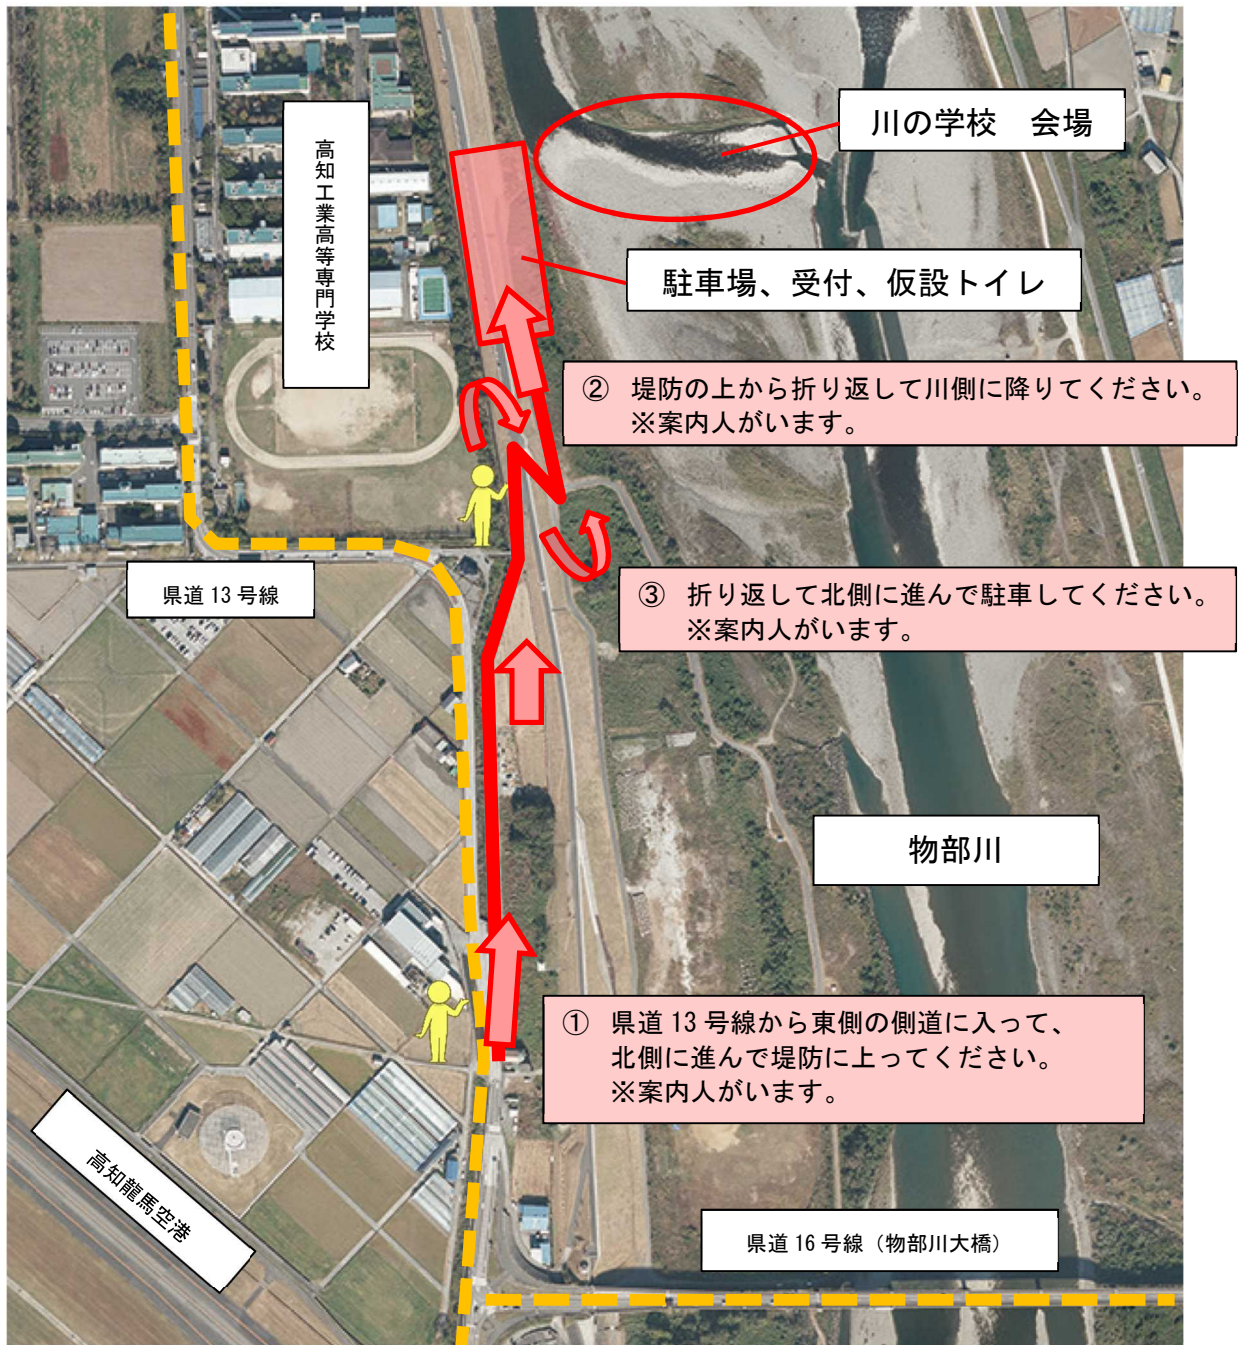 川の学校　会場
高知工業高等専門学校
駐車場、受付、仮設トイレ
②　堤防の上から折り返して川側に降りてください。
※案内人がいます。
県道 13 号線
③　折り返して北側に進んで駐車してください。
※案内人がいます。
物部川
①　県道 13 号線から東側の側道に入って、
北側に進んで堤防に上ってください。
※案内人がいます。
高知龍馬空港
県道 16 号線（物部川大橋）